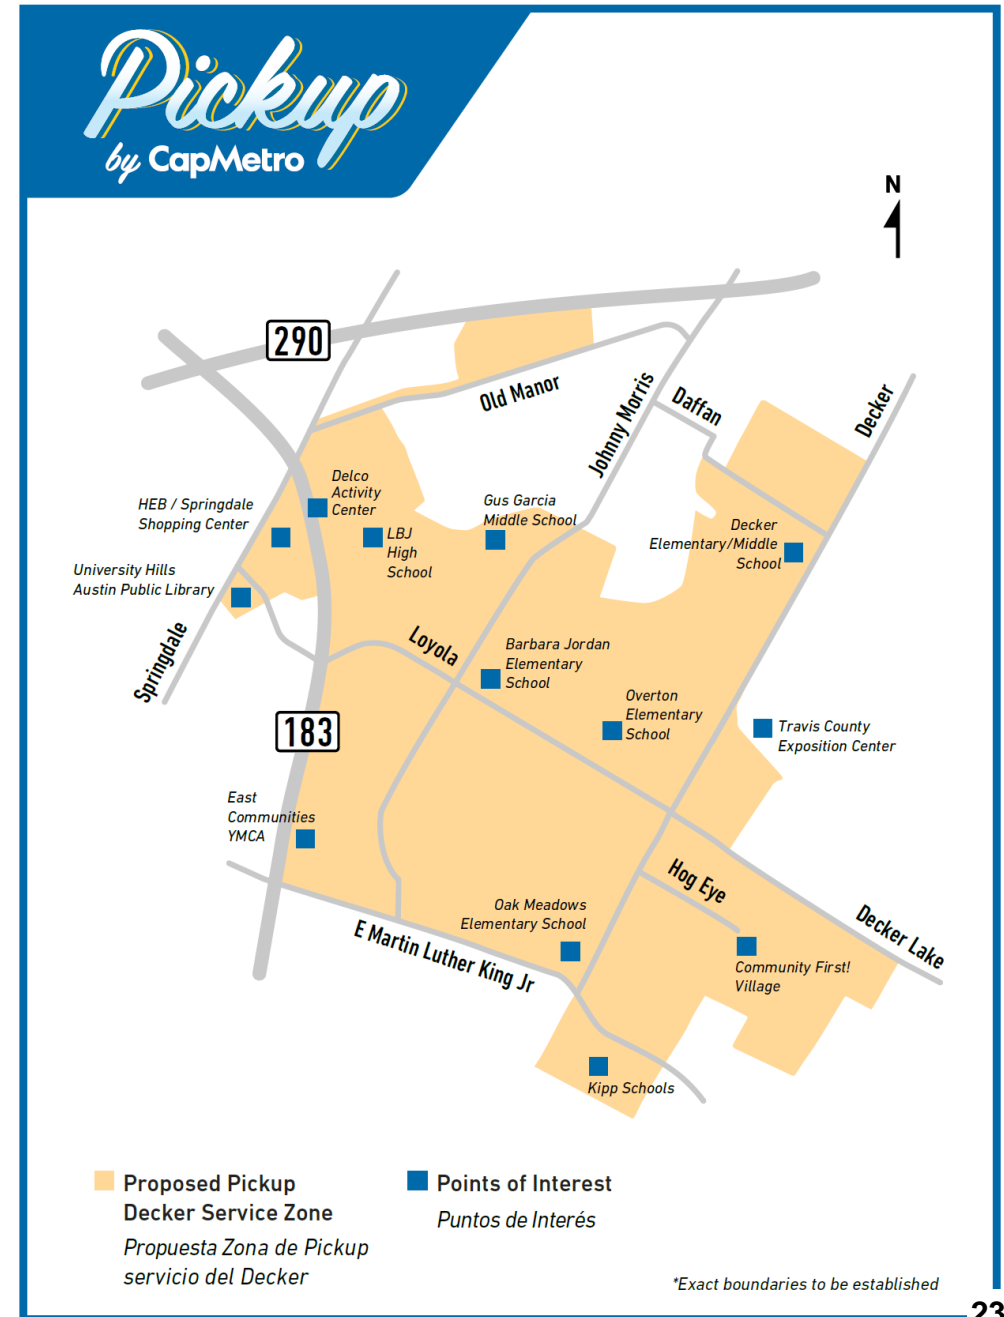 Pickup
by CapMetro
N
290
Old Manor
Johnny Morris
Daffan
Decker
Delco
Activity
Center
HEB / Springdale
Shopping Center
LBJ
High
School
Gus Garcia
Middle School
Decker
Elementary/Middle
School
University Hills
Austin Public Library
Springdale
Loyola
Barbara Jordan
Elementary
School
Overton
Elementary
School
183
Travis County
Exposition Center
East
Communities
YMCA
Hog Eye
Oak Meadows
Elementary School
E Martin Luther King Jr
Decker Lake
Community First!
Village
Kipp Schools
Proposed Pickup
Decker Service Zone
Propuesta Zona de Pickup
servicio del Decker
Points of Interest
Puntos de Interés
*Exact boundaries to be established
23